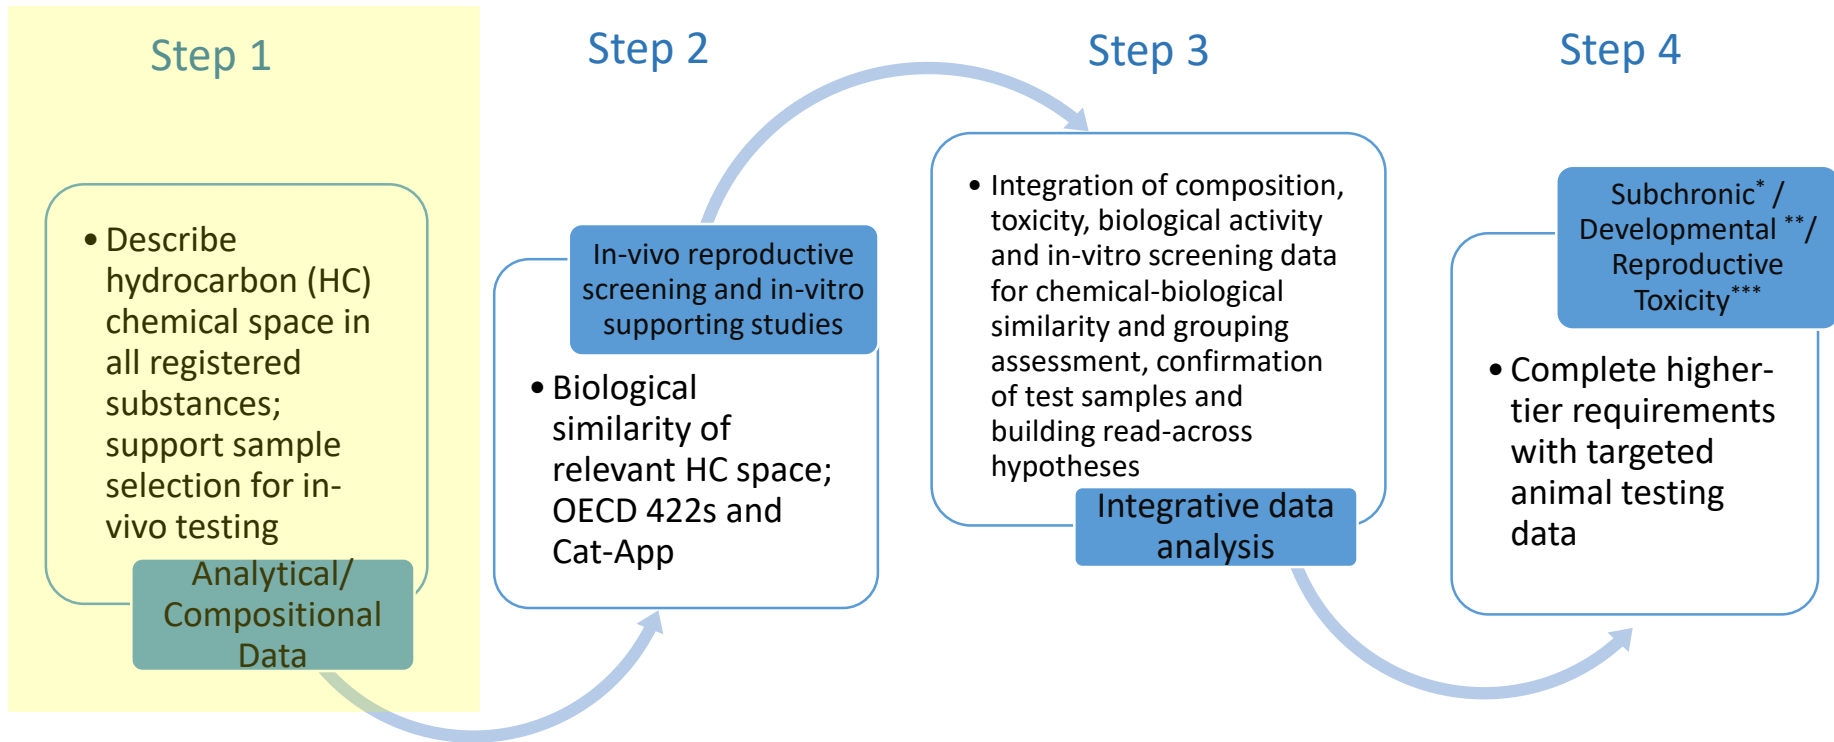 Step 1
• Describe
hydrocarbon (HC)
chemical space in
all registered
substances;
support sample
selection for in-
vivo testing
Analytical/
Compositional
Data
Step 2
In-vivo reproductive
screening and in-vitro
supporting studies
• Biological
similarity of
relevant HC space;
OECD 422s and
Cat-App
Step 3
• Integration of composition,
toxicity, biological activity
and in-vitro screening data
for chemical-biological
similarity and grouping
assessment, confirmation
of test samples and
building read-across
hypotheses
Integrative data
analysis
Step 4
Subchronic* /
Developmental **/
Reproductive
Toxicity***
• Complete higher-
tier requirements
with targeted
animal testing
data